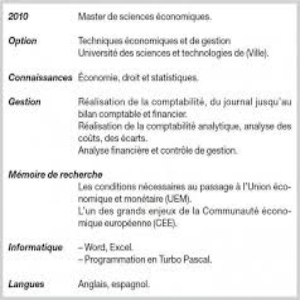 2010 Master de sciences économiques.
Option Techniques économiques et de gestion
Université des sciences et technologies de (Ville).
Connaissances Économie, droit et statistiques.
Gestion Réalisation de la comptabilité, du journal jusqu'au
bilan comptable et financier.
Réalisation de la comptabilité analytique, analyse des
coûts, des écarts.
Analyse financière et contrôle de gestion.
Mémoire de recherche
Les conditions nécessaires au passage à l'Union éco-
nomique et monétaire (UEM).
L'un des grands enjeux de la Communauté écono-
mique européenne (CEE).
Informatique – Word, Excel.
– Programmation en Turbo Pascal.
Langues Anglais, espagnol.